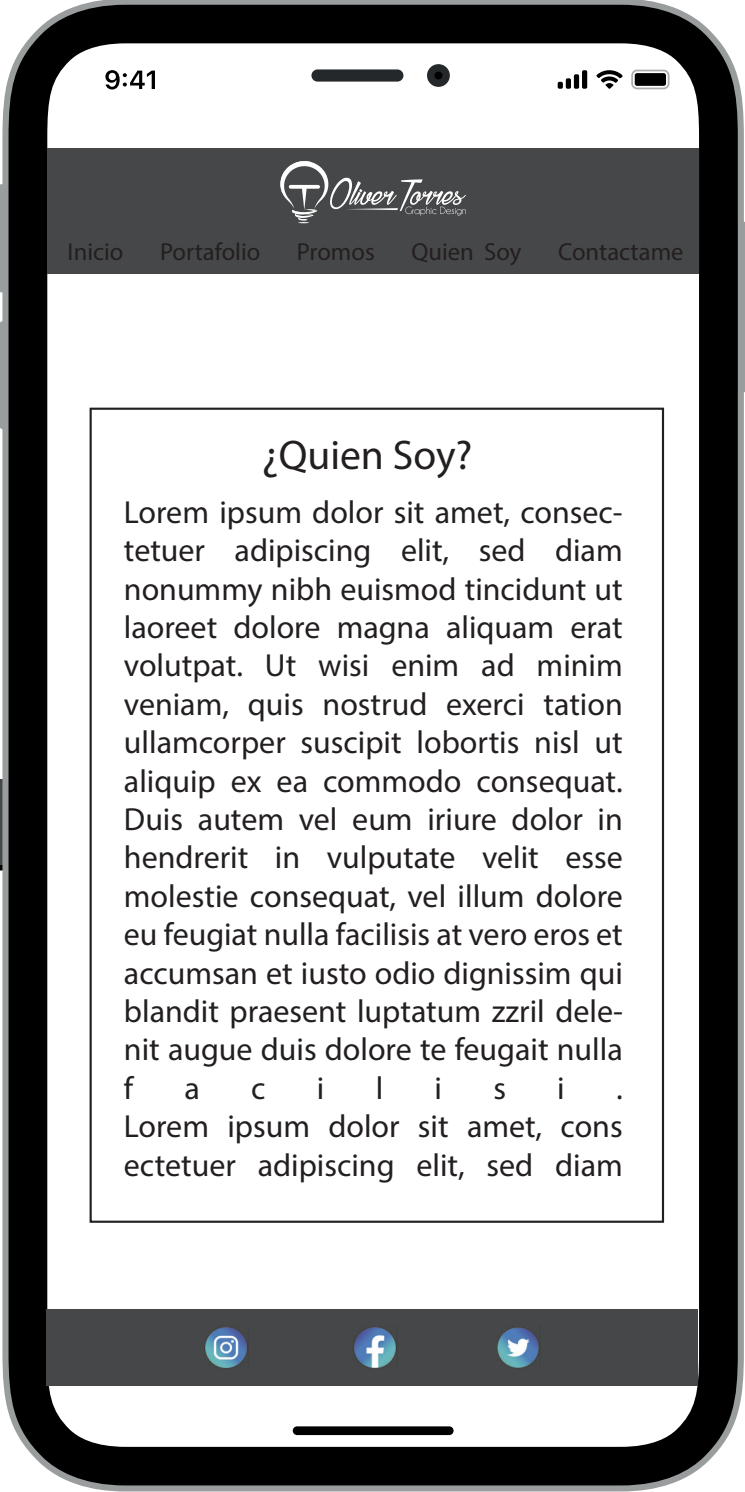 9:41
Oliver Torres
Graphic Design
Inicio Portafolio Promos Quien Soy Contactame
¿Quien Soy?
Lorem ipsum dolor sit amet, consec-
tetuer adipiscing elit, sed diam
nonummy nibh euismod tincidunt ut
laoreet dolore magna aliquam erat
volutpat. Ut wisi enim ad minim
veniam, quis nostrud exerci tation
ullamcorper suscipit lobortis nisl ut
aliquip ex ea commodo consequat.
Duis autem vel eum iriure dolor in
hendrerit in vulputate velit esse
molestie consequat, vel illum dolore
eu feugiat nulla facilisis at vero eros et
accumsan et iusto odio dignissim qui
blandit praesent luptatum zzril dele-
nit augue duis dolore te feugait nulla
f a c i l i s i .
Lorem ipsum dolor sit amet, cons
ectetuer adipiscing elit, sed diam